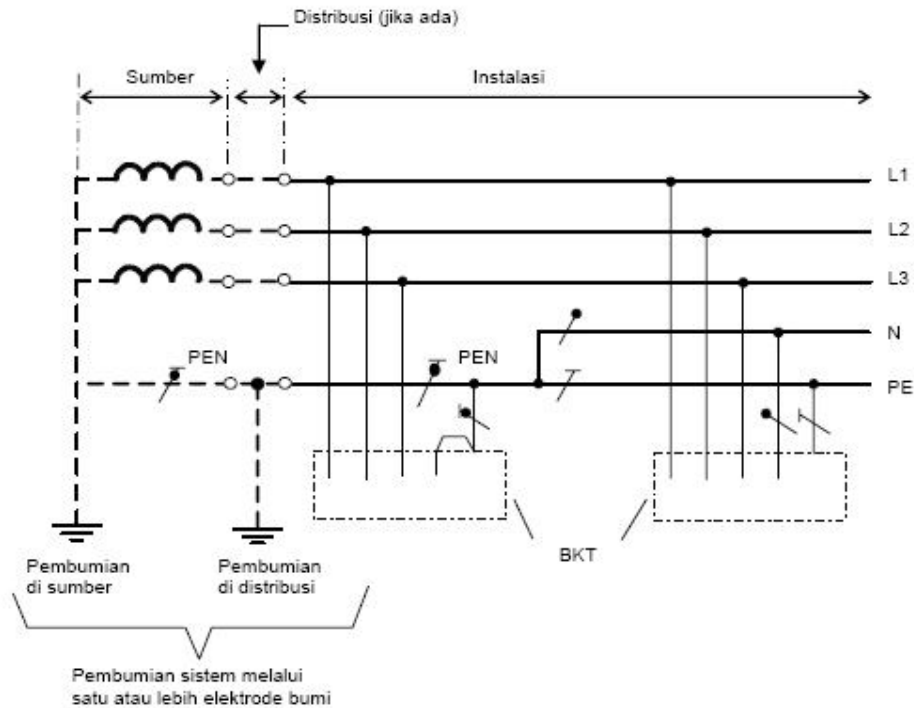 Distribusi (jika ada)
Sumber
Instalasi
L1
L2
L3
N
PEN
PEN
PE
BKT
Pembumian
di sumber
Pembumian
di distribusi
Pembumian sistem melalui
satu atau lebih elektrode bumi